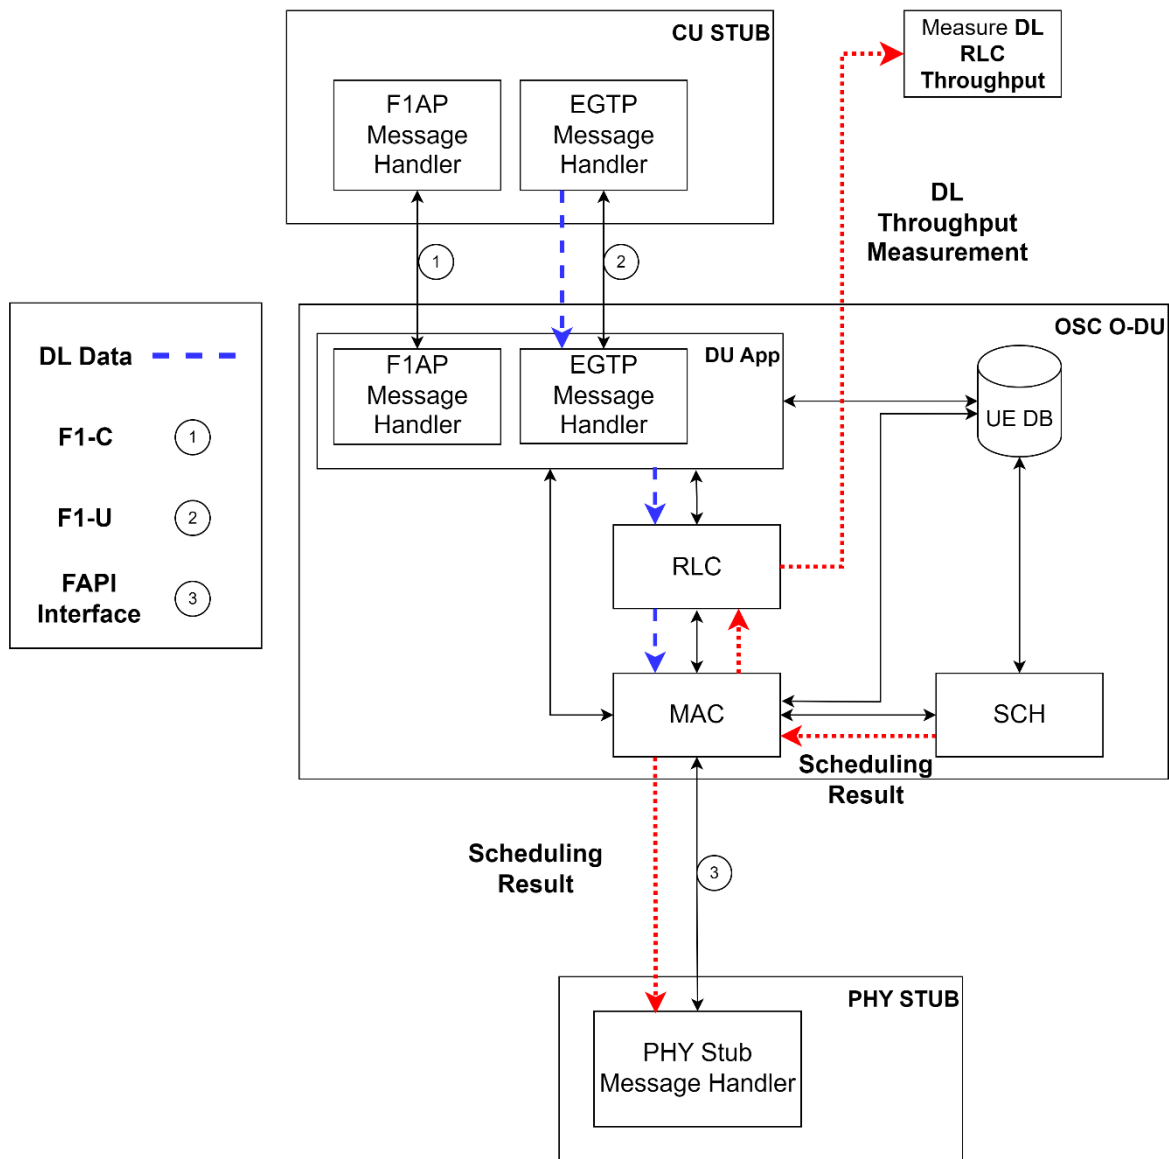 CU STUB
Measure DL
RLC
Throughput
F1AP
Message
Handler
EGTP
Message
Handler
DL
Throughput
Measurement
1
2
OSC O-DU
DL Data
F1-C
1
F1-U
2
FAPI
Interface
3
DU App
F1AP
Message
Handler
EGTP
Message
Handler
UE DB
RLC
MAC
SCH
Scheduling
Result
Scheduling
Result
3
PHY STUB
PHY Stub
Message Handler